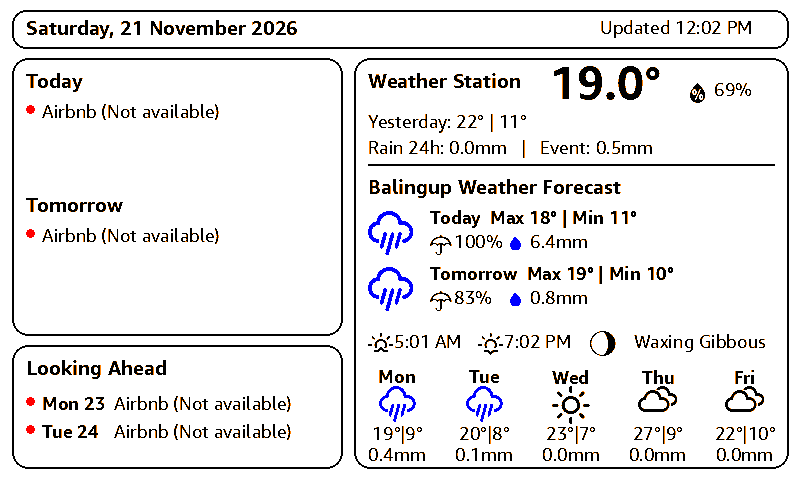 Saturday, 21 November 2026
Updated 12:02 PM
Today
Airbnb (Not available)
Tomorrow
Airbnb (Not available)
Looking Ahead
Mon 23 Airbnb (Not available)
Tue 24 Airbnb (Not available)
Weather Station 19.0° % 69%
Yesterday: 22° | 11°
Rain 24h: 0.0mm | Event: 0.5mm
Balingup Weather Forecast
Today Max 18° | Min 11°
100% 6.4mm
Tomorrow Max 19° | Min 10°
83% 0.8mm
5:01 AM 7:02 PM Waxing Gibbous
Mon Tue Wed Thu Fri
19°|9° 20°|8° 23°|7° 27°|9° 22°|10°
0.4mm 0.1mm 0.0mm 0.0mm 0.0mm